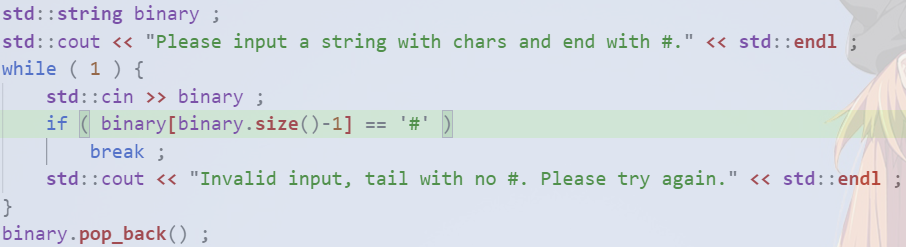 std::string binary ;
std::cout << "Please input a string with chars and end with #." << std::endl ;
while ( 1 ) {
    std::cin >> binary ;
    if ( binary[binary.size()-1] == '#' )
        break ;
    std::cout << "Invalid input, tail with no #. Please try again." << std::endl ;
}
binary.pop_back() ;